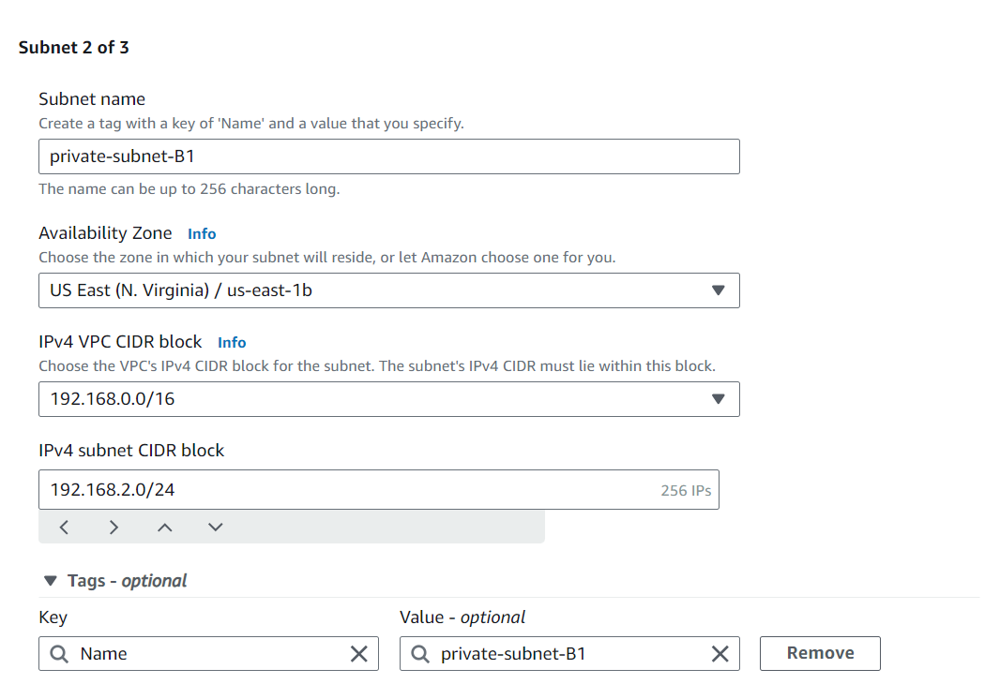 Subnet 2 of 3
Subnet name
Create a tag with a key of 'Name' and a value that you specify.
private-subnet-B1
The name can be up to 256 characters long.
Availability Zone Info
Choose the zone in which your subnet will reside, or let Amazon choose one for you.
US East (N. Virginia) / us-east-1b
IPv4 VPC CIDR block Info
Choose the VPC's IPv4 CIDR block for the subnet. The subnet's IPv4 CIDR must lie within this block.
192.168.0.0/16
IPv4 subnet CIDR block
192.168.2.0/24 256 IPs
Tags - optional
Key Value - optional
Name private-subnet-B1 Remove